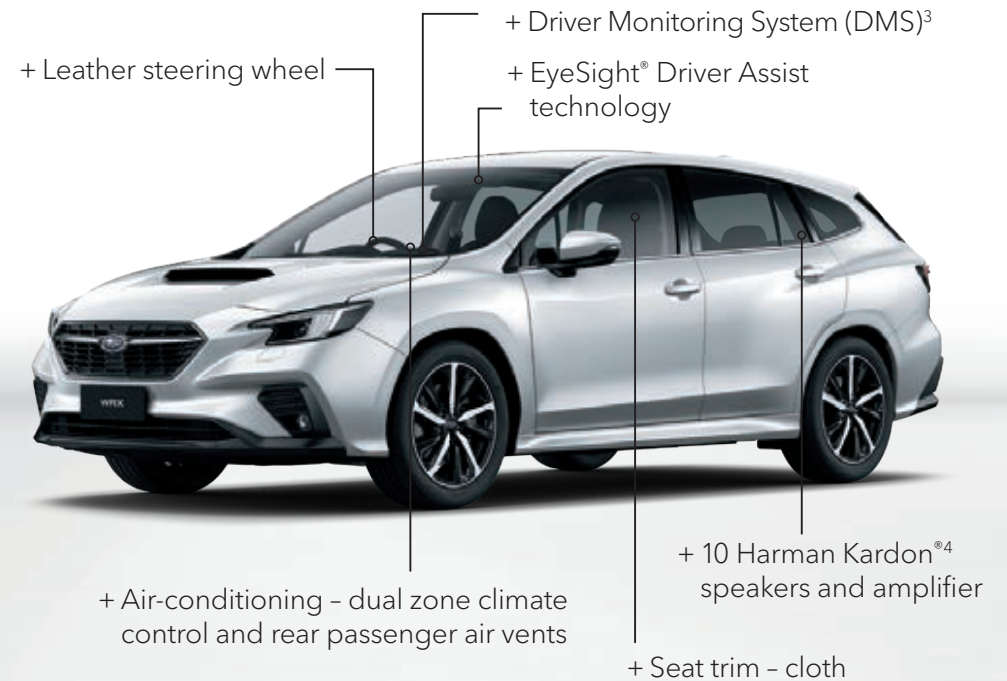 + Driver Monitoring System (DMS)³
+ Leather steering wheel
+ EyeSight® Driver Assist
technology
WRX
+ 10 Harman Kardon®⁴
speakers and amplifier
+ Air-conditioning – dual zone climate
control and rear passenger air vents
+ Seat trim – cloth